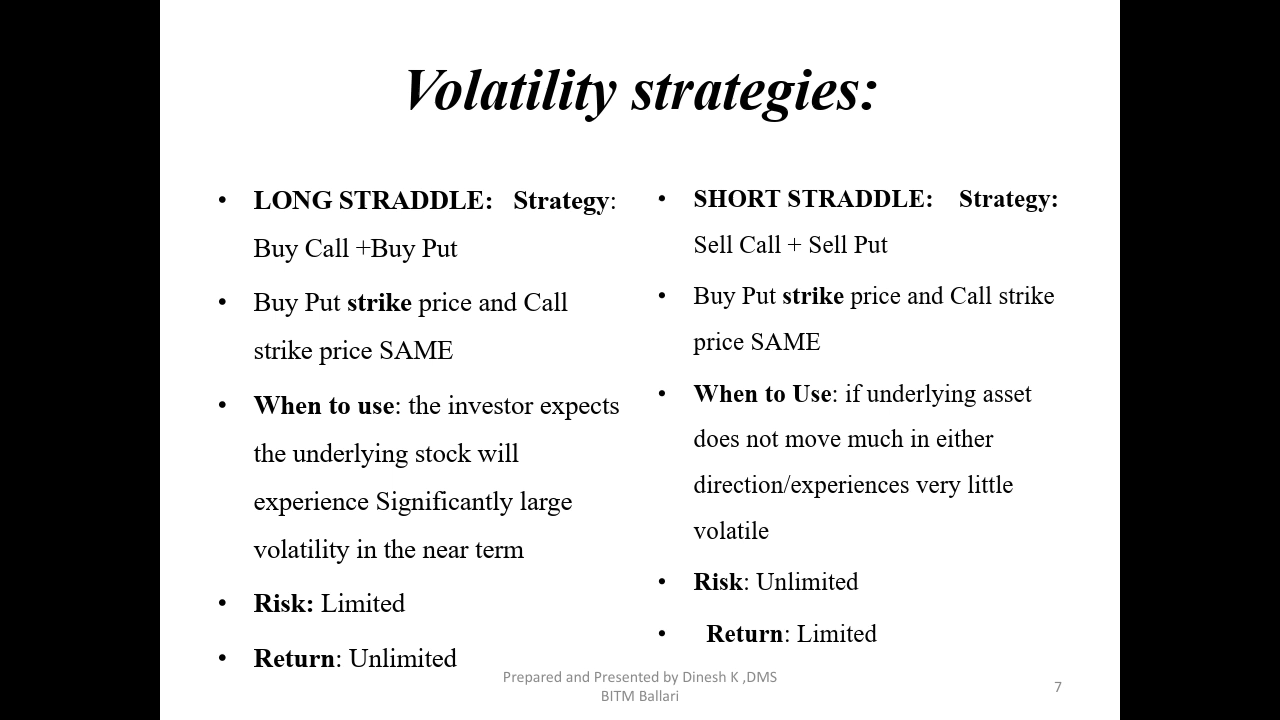 Volatility strategies:
• LONG STRADDLE: Strategy:
Buy Call +Buy Put
• Buy Put strike price and Call
strike price SAME
• When to use: the investor expects
the underlying stock will
experience Significantly large
volatility in the near term
• Risk: Limited
• Return: Unlimited
• SHORT STRADDLE: Strategy:
Sell Call + Sell Put
• Buy Put strike price and Call strike
price SAME
• When to Use: if underlying asset
does not move much in either
direction/experiences very little
volatile
• Risk: Unlimited
• Return: Limited
Prepared and Presented by Dinesh K ,DMS
BITM Ballari
7